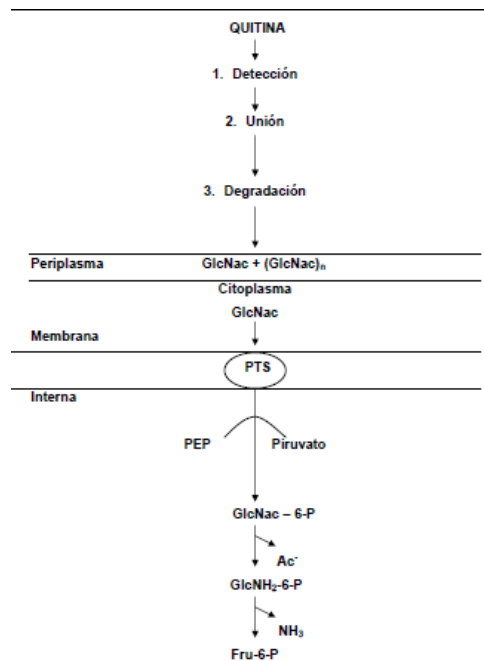 QUITINA
1. Detección
2. Unión
3. Degradación
Periplasma GlcNac + (GlcNac)n
Citoplasma
GlcNac
Membrana
PTS
Interna
PEP Piruvato
GlcNac – 6-P
Ac-
GlcNH2-6-P
NH3
Fru-6-P